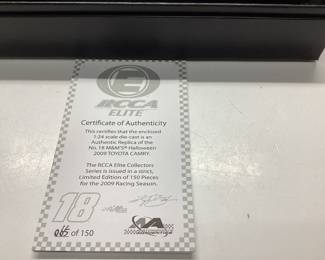 E
RCCA
ELITE
Certificate of Authenticity
This certifies that the enclosed
1:24 scale die-cast is an
Authentic Replica of the
No. 18 M&M'S® Halloween
2009 TOYOTA CAMRY.
The RCCA Elite Collectors
Series is issued in a strict,
Limited Edition of 150 Pieces
for the 2009 Racing Season.
18
of 150